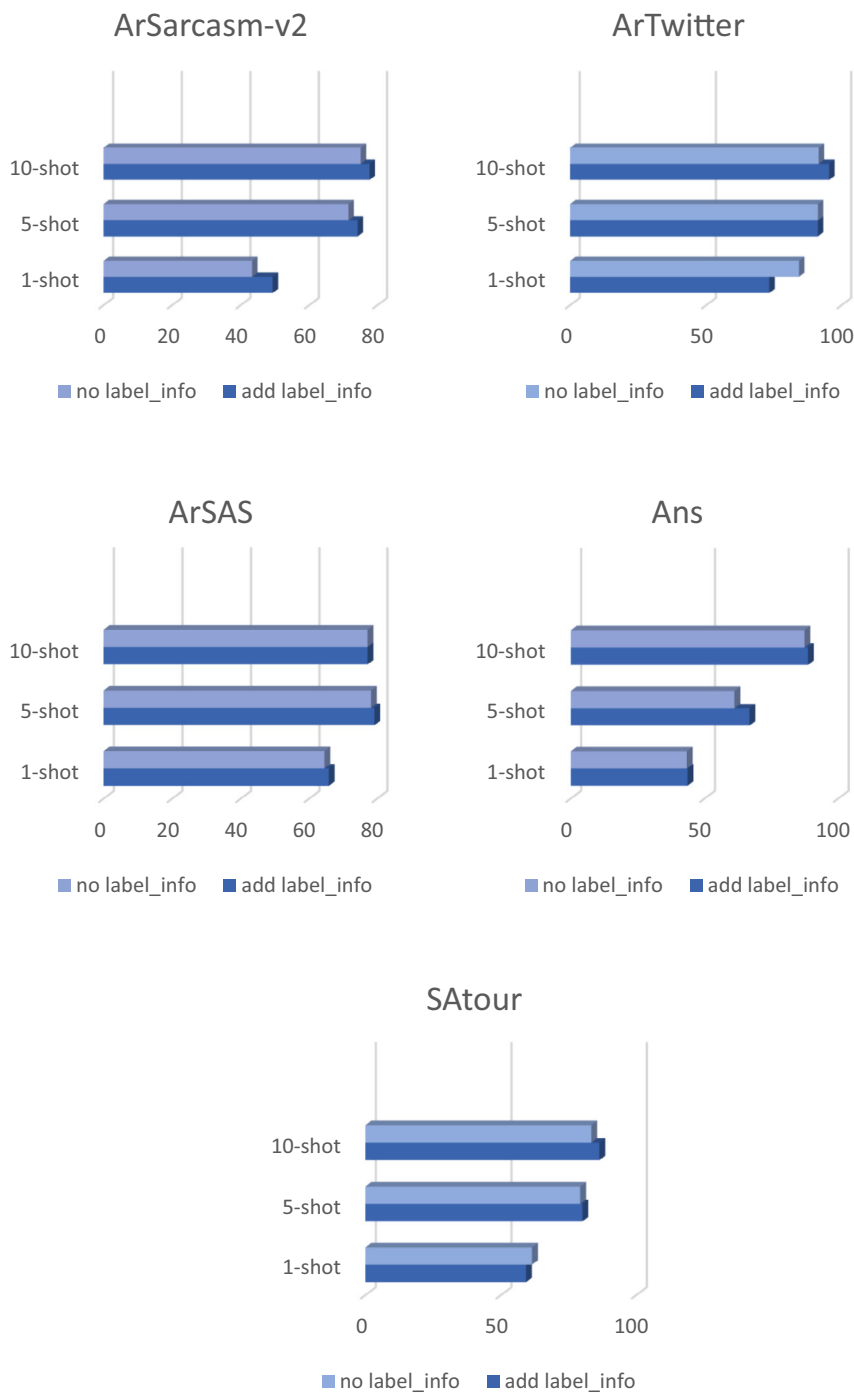 ArSarcasm-v2
10-shot
5-shot
1-shot
0 20 40 60 80
no label_info add label_info
ArTwitter
10-shot
5-shot
1-shot
0 50 100
no label_info add label_info
ArSAS
10-shot
5-shot
1-shot
0 20 40 60 80
no label_info add label_info
Ans
10-shot
5-shot
1-shot
0 50 100
no label_info add label_info
SAtour
10-shot
5-shot
1-shot
0 50 100
no label_info add label_info